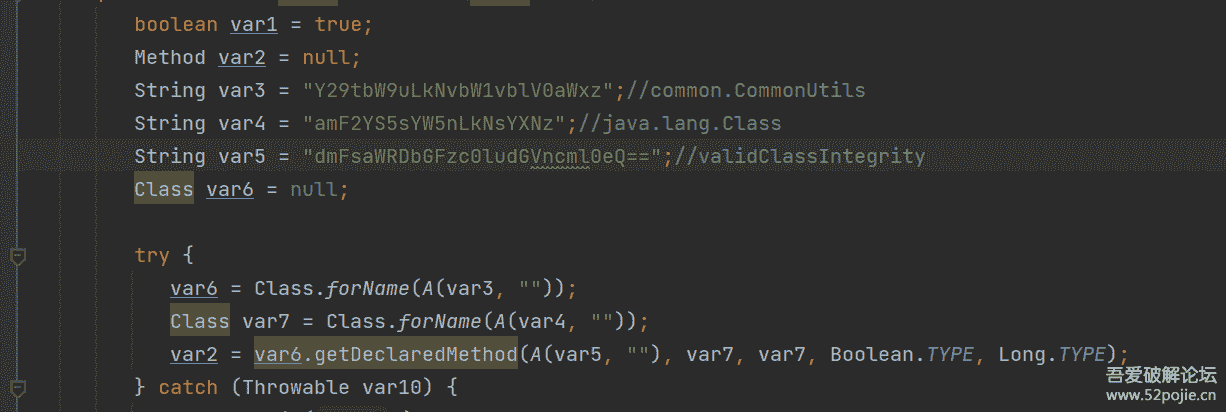 boolean var1 = true;
Method var2 = null;
String var3 = "Y29tbW9uLkNvbW1vblV0aWxz";//common.CommonUtils
String var4 = "amF2YS5sYW5nLkNsYXNz";//java.lang.Class
String var5 = "dmFsaWRDbGFzc0ludGVncml0eQ==";//validClassIntegrity
Class var6 = null;
try {
var6 = Class.forName(A(var3, ""));
Class var7 = Class.forName(A(var4, ""));
var2 = var6.getDeclaredMethod(A(var5, ""), var7, var7, Boolean.TYPE, Long.TYPE);
} catch (Throwable var10) {
吾爱破解论坛
www.52pojie.cn